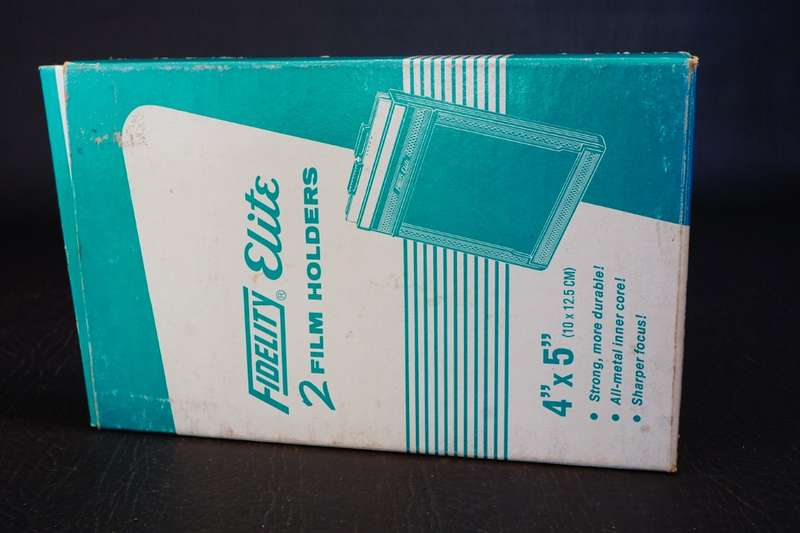 FIDELITY® Elite
2 FILM HOLDERS
4" x 5" (10 x 12.5 CM)
• Strong, more durable!
• All-metal inner core!
• Sharper focus!